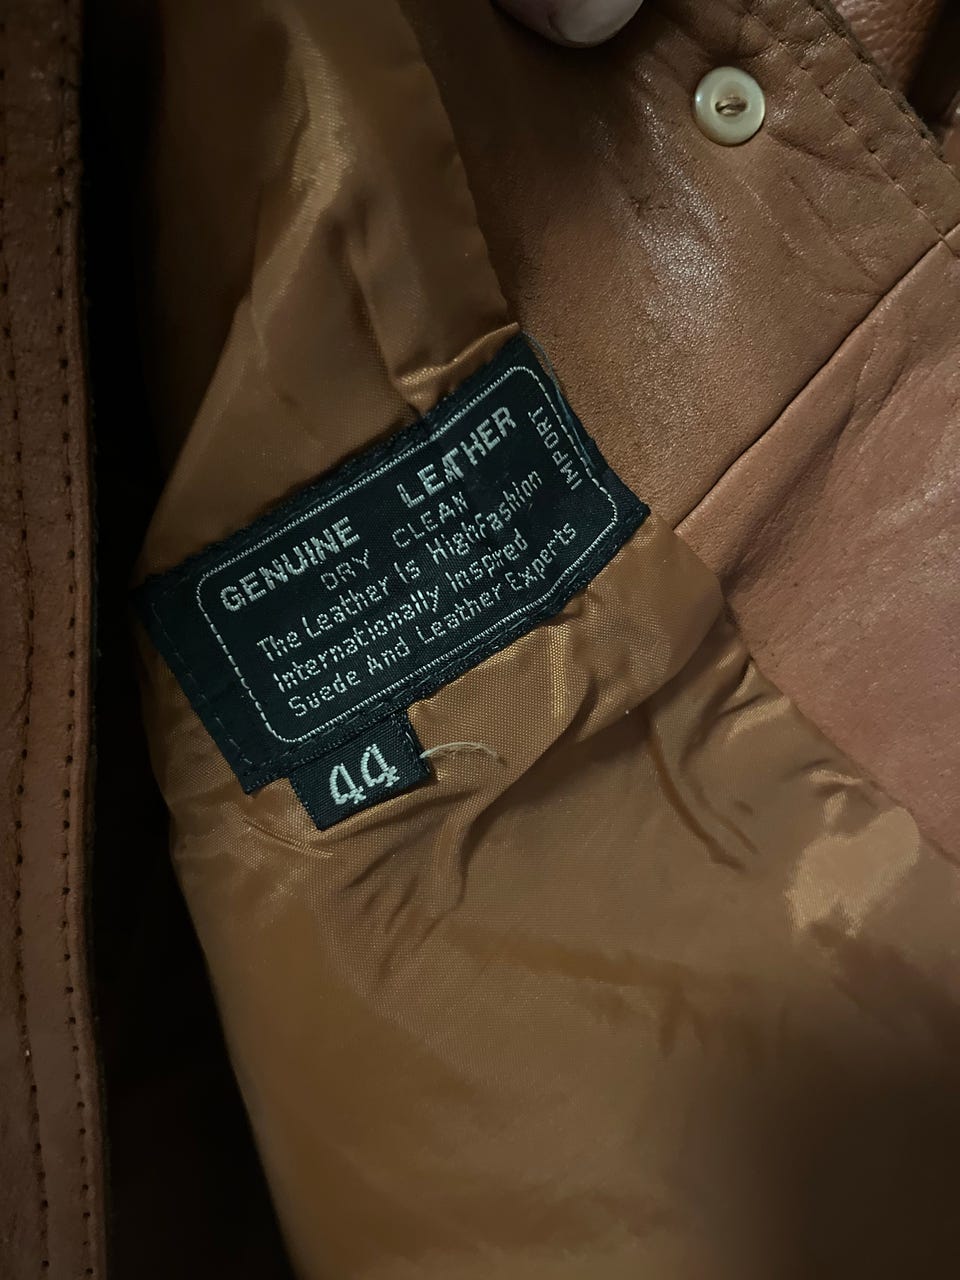 GENUINE LEATHER
DRY CLEAN
The Leather Is HighFashion
Internationally Inspired
Suede And Leather Experts
IMPORT
44